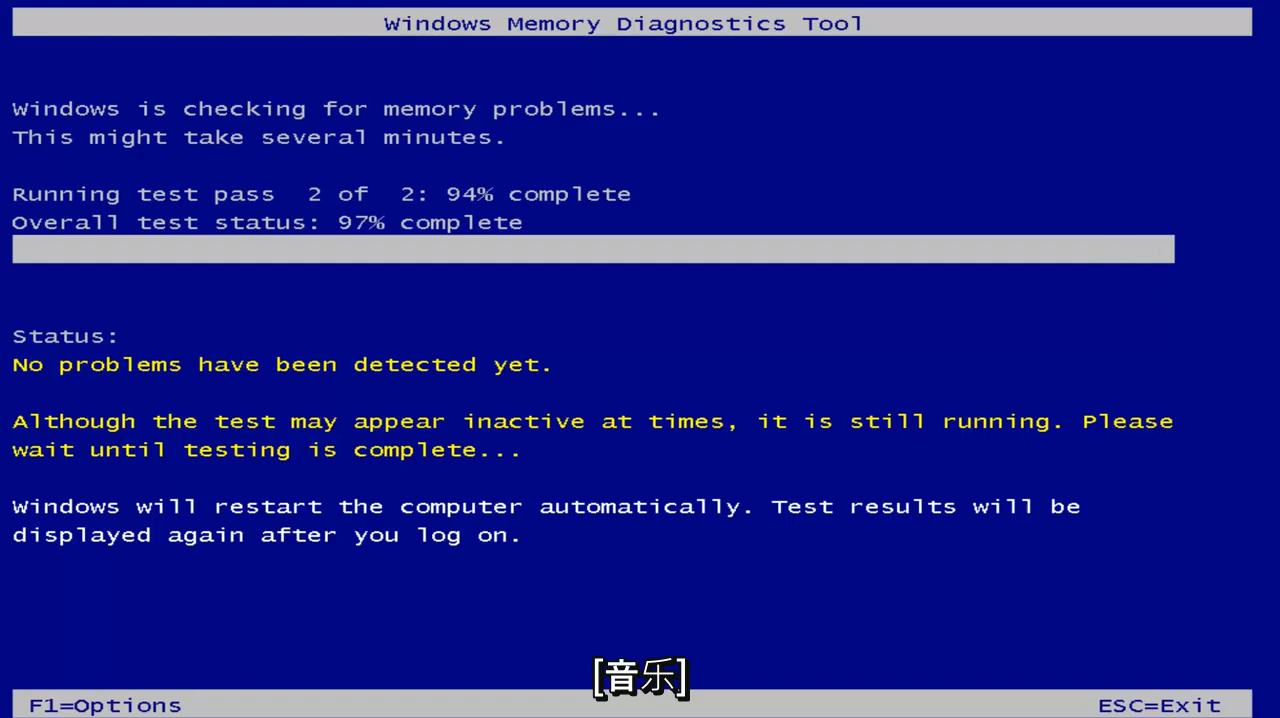 Windows Memory Diagnostics Tool
Windows is checking for memory problems...
This might take several minutes.
Running test pass  2 of  2: 94% complete
Overall test status: 97% complete
Status:
No problems have been detected yet.
Although the test may appear inactive at times, it is still running. Please
wait until testing is complete...
Windows will restart the computer automatically. Test results will be
displayed again after you log on.
[音乐]
F1=Options ESC=Exit